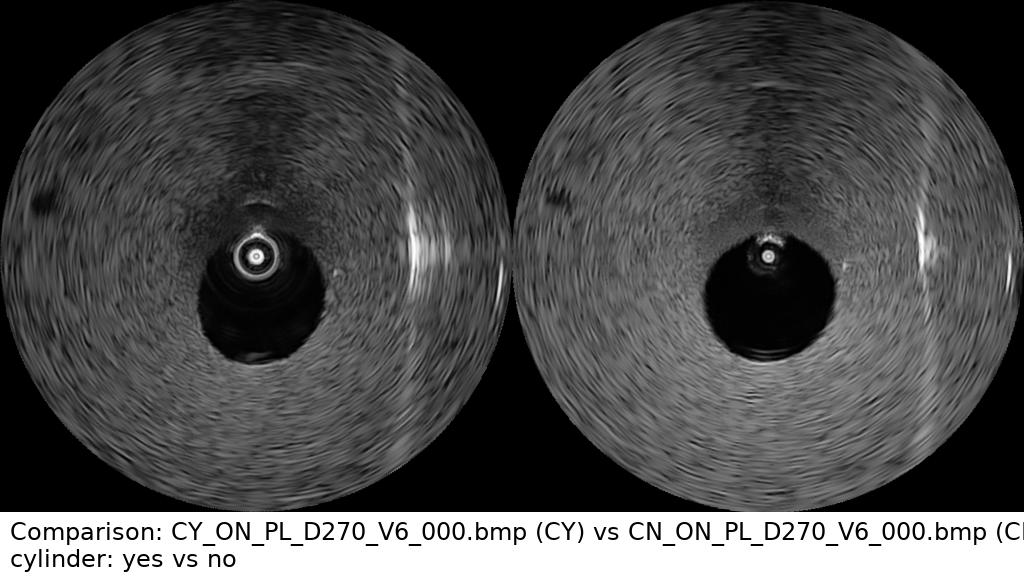 Comparison: CY_ON_PL_D270_V6_000.bmp (CY) vs CN_ON_PL_D270_V6_000.bmp
cylinder: yes vs no